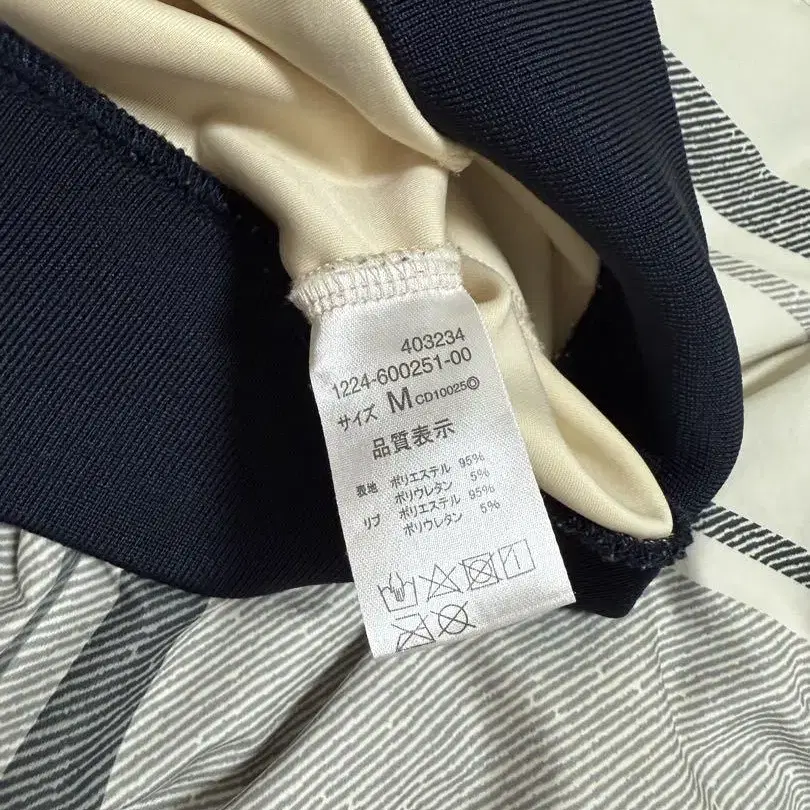 403234
1224-600251-00
サイズ M CD10025◎
品質表示
表地 ポリエステル 95%
ポリウレタン 5%
リブ ポリエステル 95%
ポリウレタン 5%